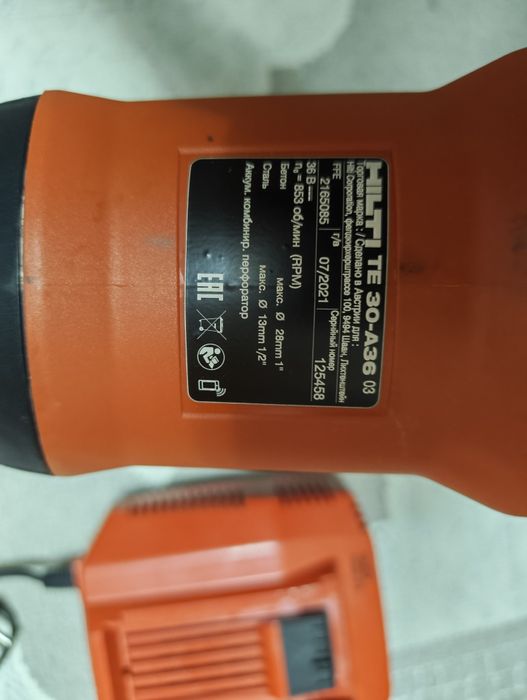 HILTI TE 30-A36 03
Торговая марка: / Сделано в Австрии для :
Hilti Corporation, фельдкирхерштрассе 100, 9494 Шаан, Лихтенштейн
Серийный номер
FFE 2165085 г/в 07/2021 125458
36 В
n₀ = 853 об/мин (RPM)
Бетон макс. Ø 28mm 1"
Сталь макс. Ø 13mm 1/2"
Аккум. комбинир. перфоратор
EAC